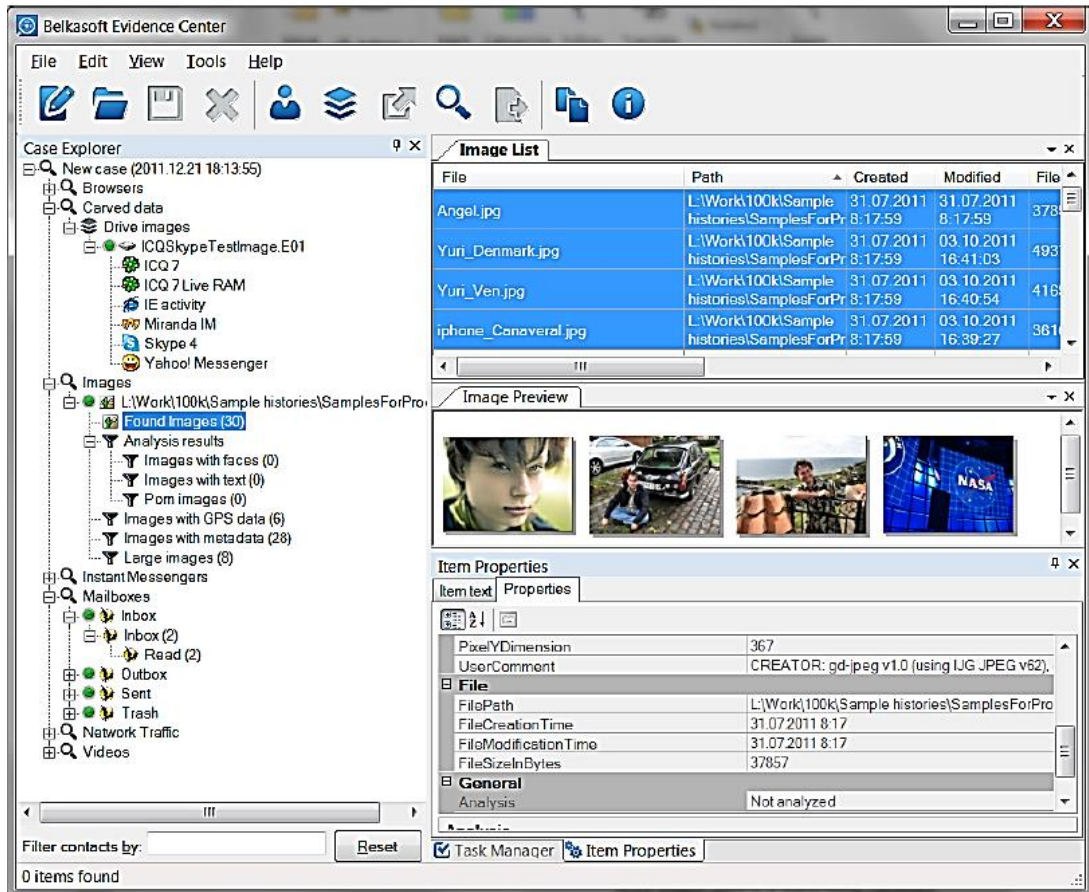 Belkasoft Evidence Center
File Edit View Tools Help
Case Explorer
New case (2011.12.21 18:13:55)
Browsers
Carved data
Drive images
ICQSkypeTestImage.E01
ICQ 7
ICQ 7 Live RAM
IE activity
Miranda IM
Skype 4
Yahoo! Messenger
Images
L:\Work\100k\Sample histories\SamplesForPro
Found Images (30)
Analysis results
Images with faces (0)
Images with text (0)
Porn images (0)
Images with GPS data (6)
Images with metadata (28)
Large images (8)
Instant Messengers
Mailboxes
Inbox
Inbox (2)
Read (2)
Outbox
Sent
Trash
Network Traffic
Videos
Filter contacts by:
Reset
0 items found
Image List
File Path Created Modified File
Angel.jpg L:\Work\100k\Sample 31.07.2011 31.07.2011
histories\SamplesForPr 8:17:59 8:17:59 378
Yuri_Denmark.jpg L:\Work\100k\Sample 31.07.2011 03.10.2011
histories\SamplesForPr 8:17:59 16:41:03 493
Yuri_Ven.jpg L:\Work\100k\Sample 31.07.2011 03.10.2011
histories\SamplesForPr 8:17:59 16:40:54 416
iphone_Canaveral.jpg L:\Work\100k\Sample 31.07.2011 03.10.2011
histories\SamplesForPr 8:17:59 16:39:27 361
Image Preview
NASA
Item Properties
Item text Properties
PixelYDimension 367
UserComment CREATOR: gd-jpeg v1.0 (using IJG JPEG v62),
File
FilePath L:\Work\100k\Sample histories\SamplesForPro
FileCreationTime 31.07.2011 8:17
FileModificationTime 31.07.2011 8:17
FileSizeInBytes 37857
General
Analysis Not analyzed
Task Manager Item Properties